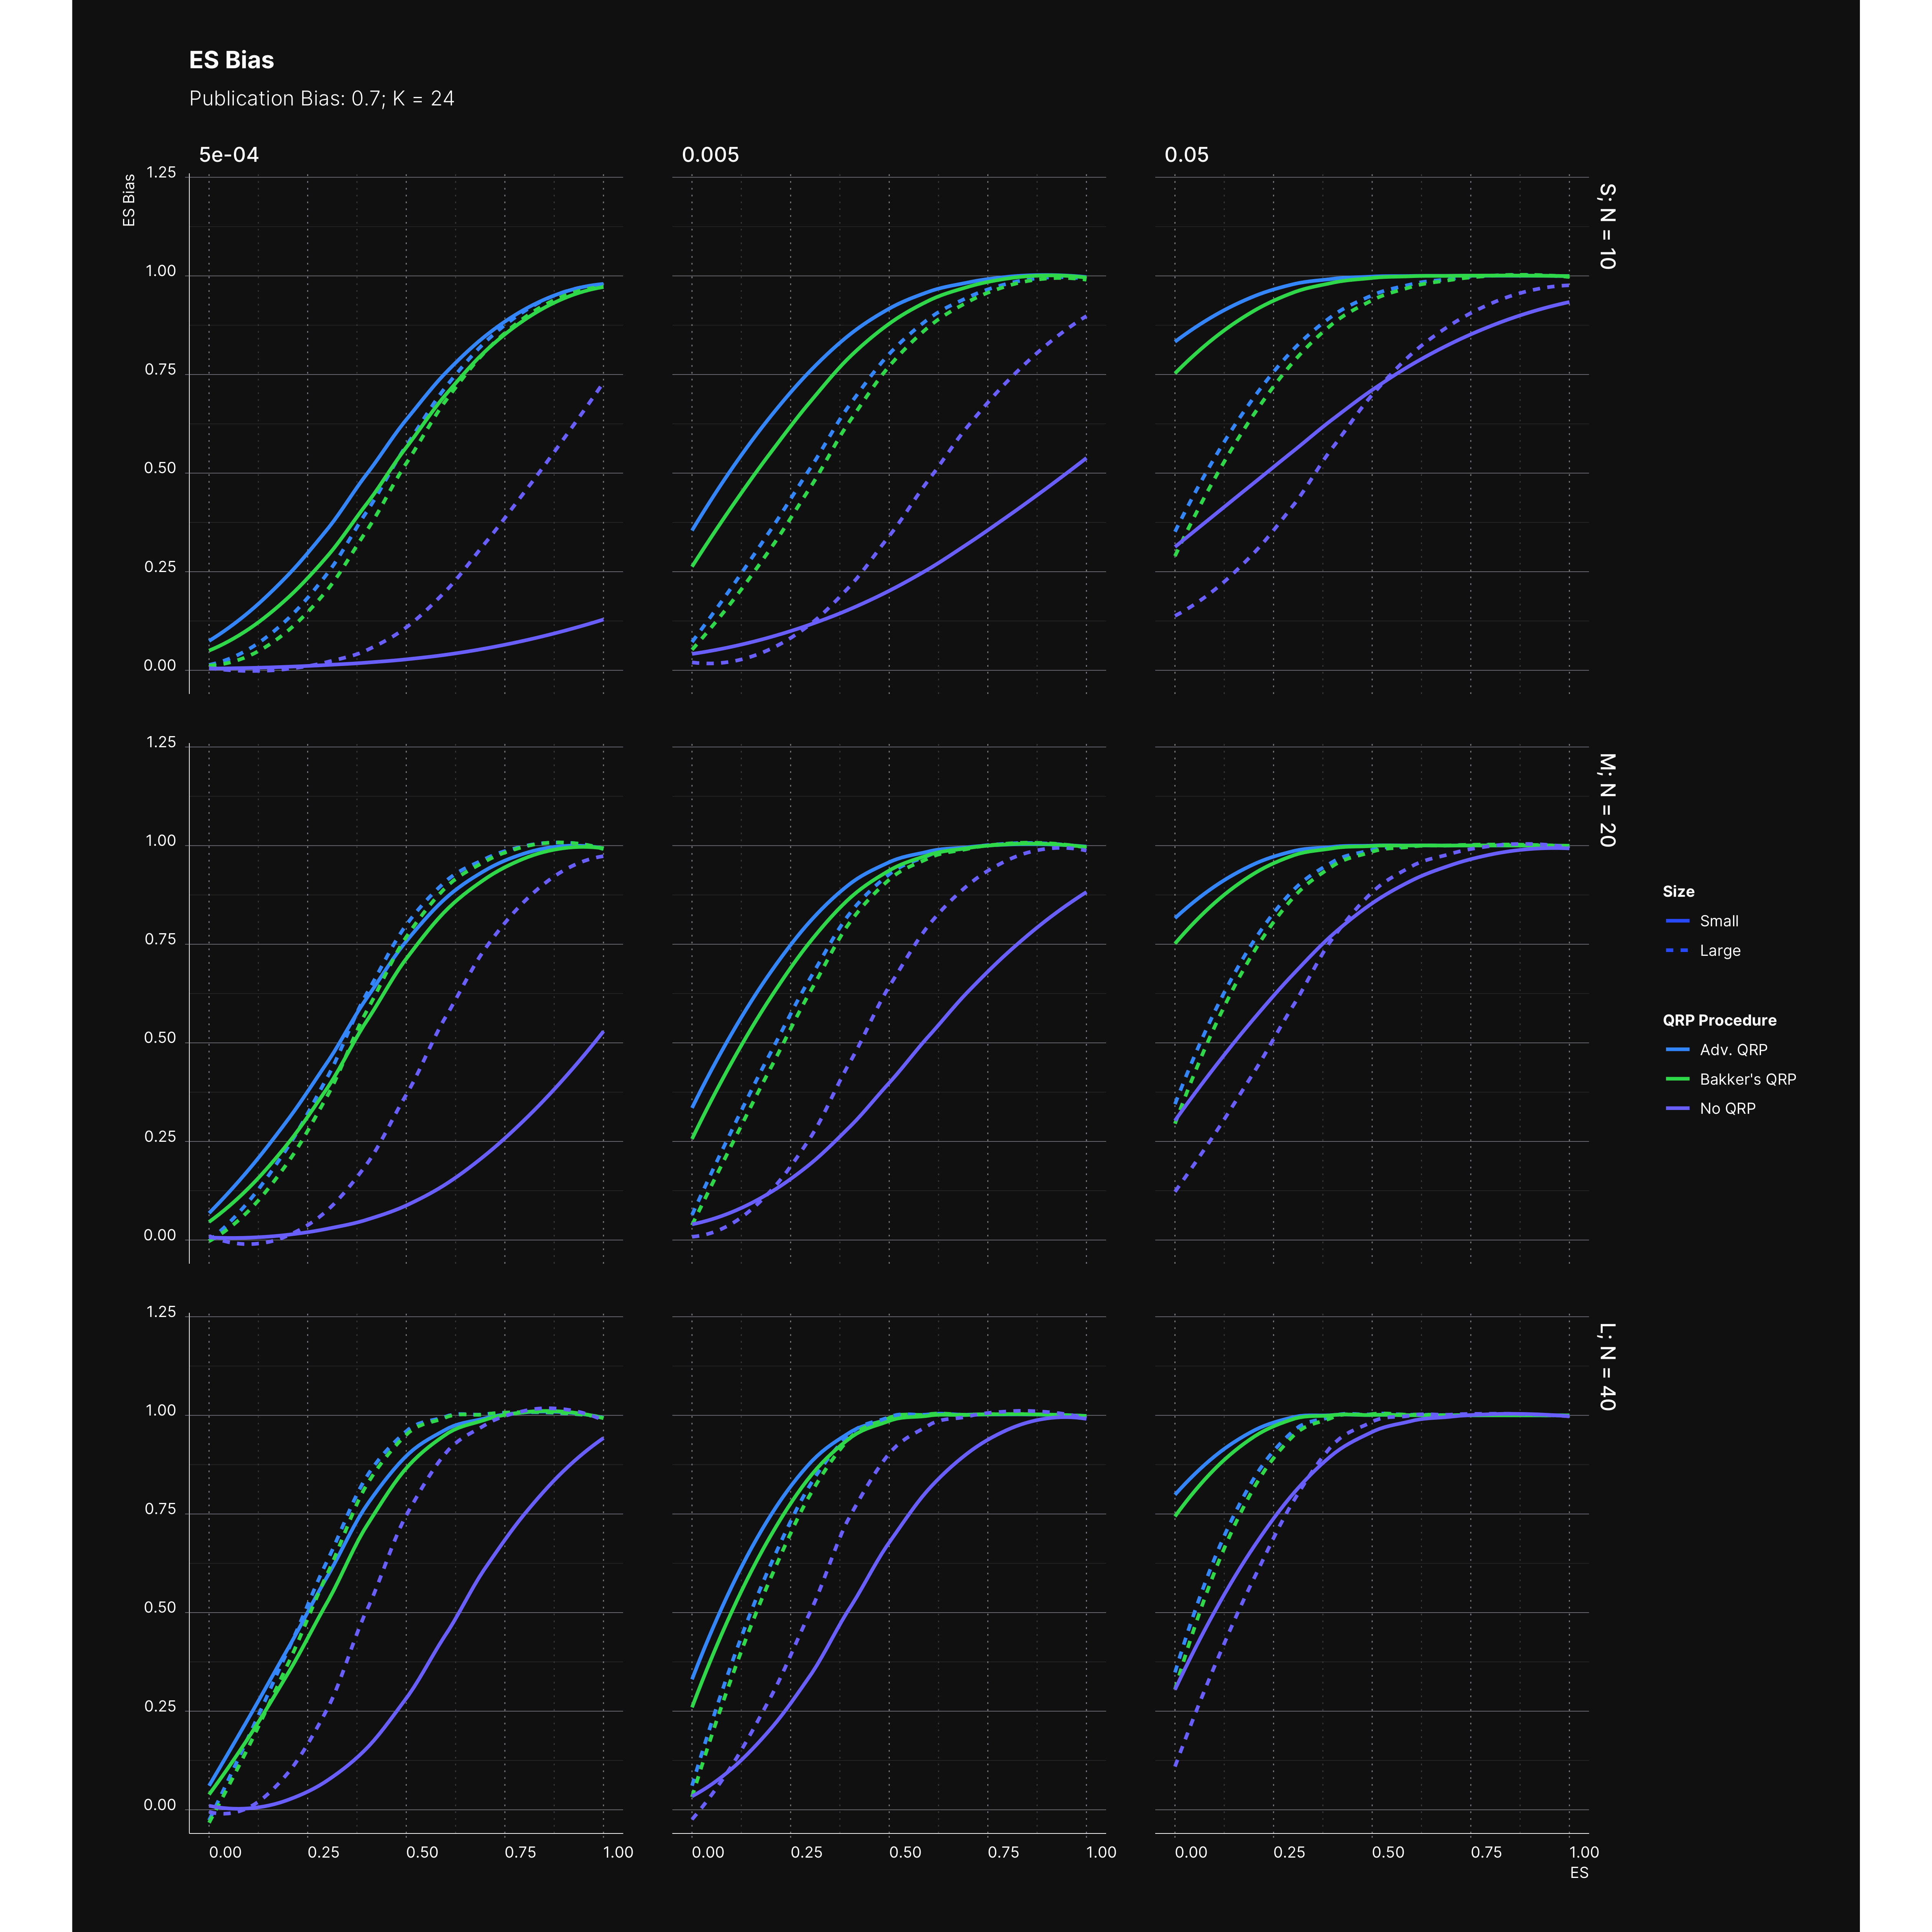 ES Bias
Publication Bias: 0.7; K = 24
5e-04
0.005
0.05
ES Bias
1.25
1.00
0.75
0.50
0.25
0.00
S; N = 10
1.25
1.00
0.75
0.50
0.25
0.00
M; N = 20
Size
Small
Large
QRP Procedure
Adv. QRP
Bakker's QRP
No QRP
1.25
1.00
0.75
0.50
0.25
0.00
L; N = 40
0.00 0.25 0.50 0.75 1.00 0.00 0.25 0.50 0.75 1.00 0.00 0.25 0.50 0.75 1.00
ES